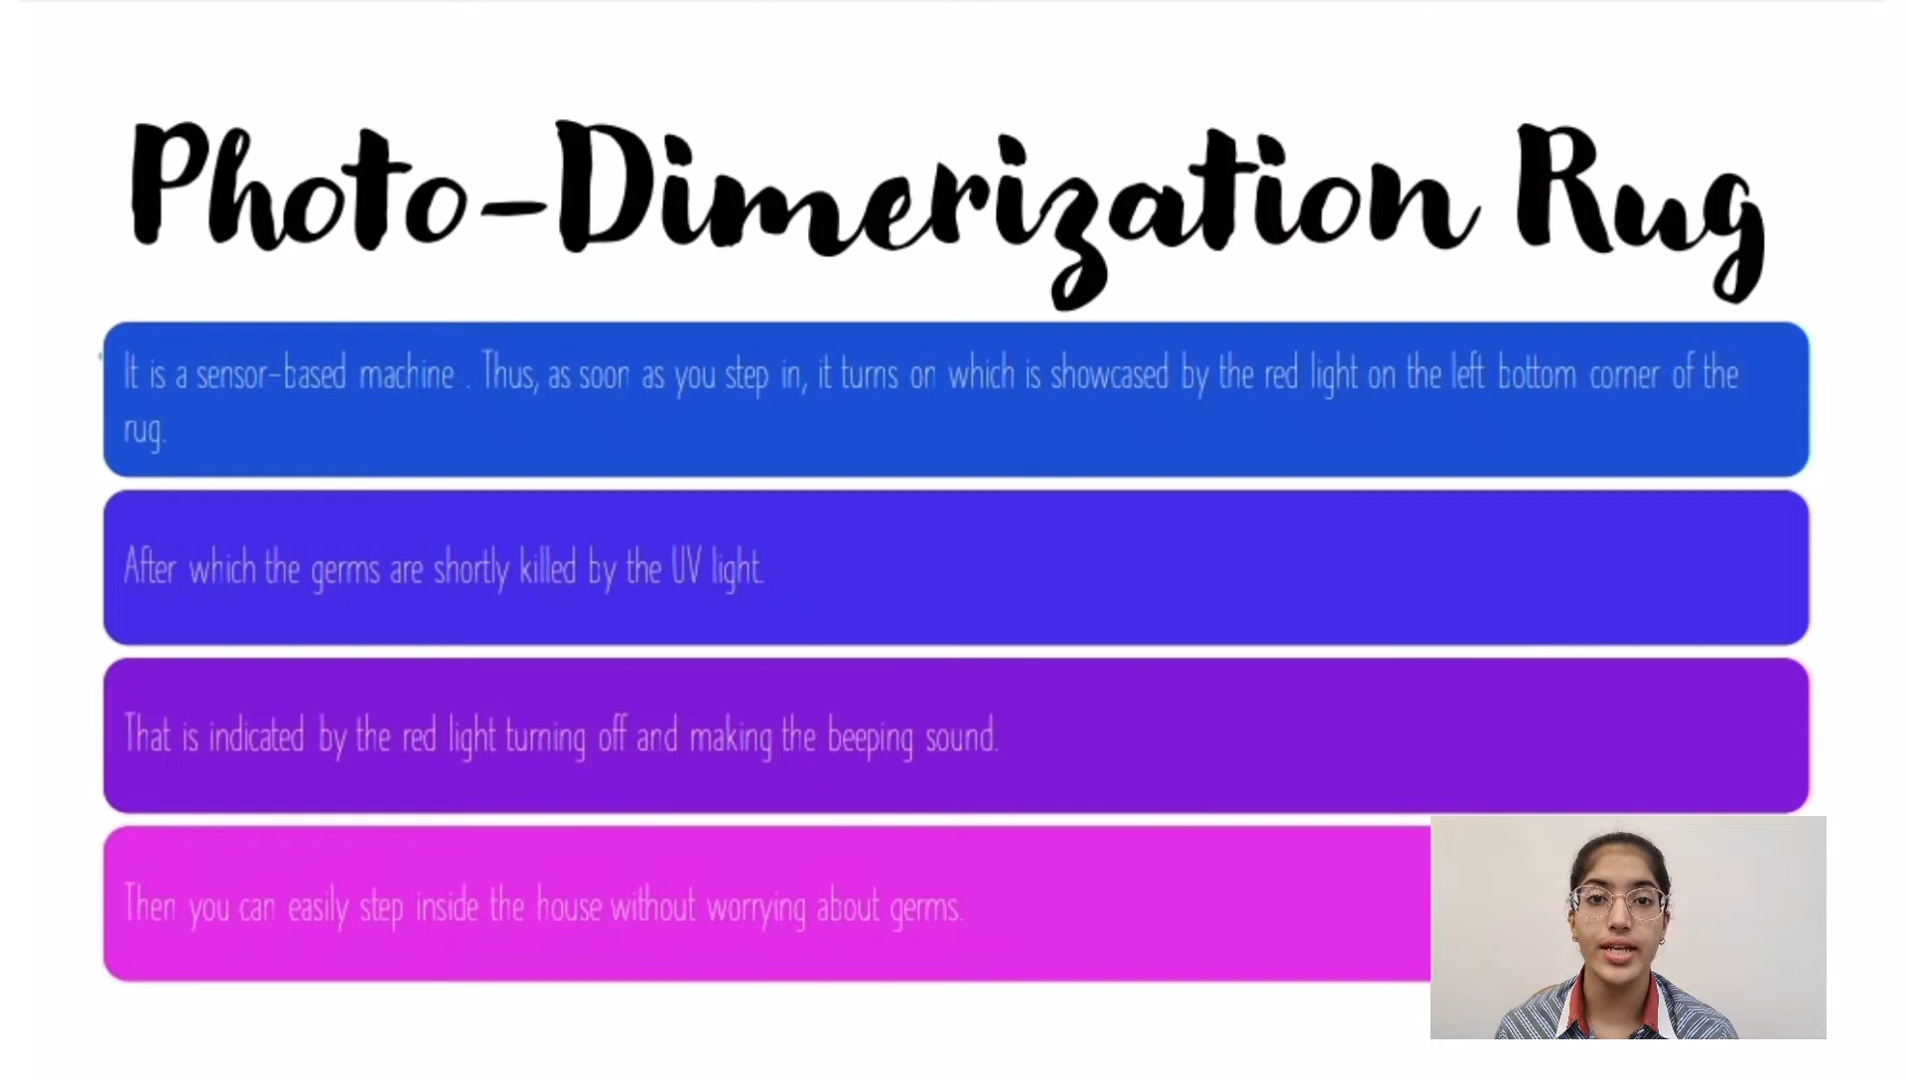 Photo-Dimerization Rug
It is a sensor-based machine . Thus, as soon as you step in, it turns on which is showcased by the red light on the left bottom corner of the
rug.
After which the germs are shortly killed by the UV light.
That is indicated by the red light turning off and making the beeping sound.
Then you can easily step inside the house without worrying about germs.